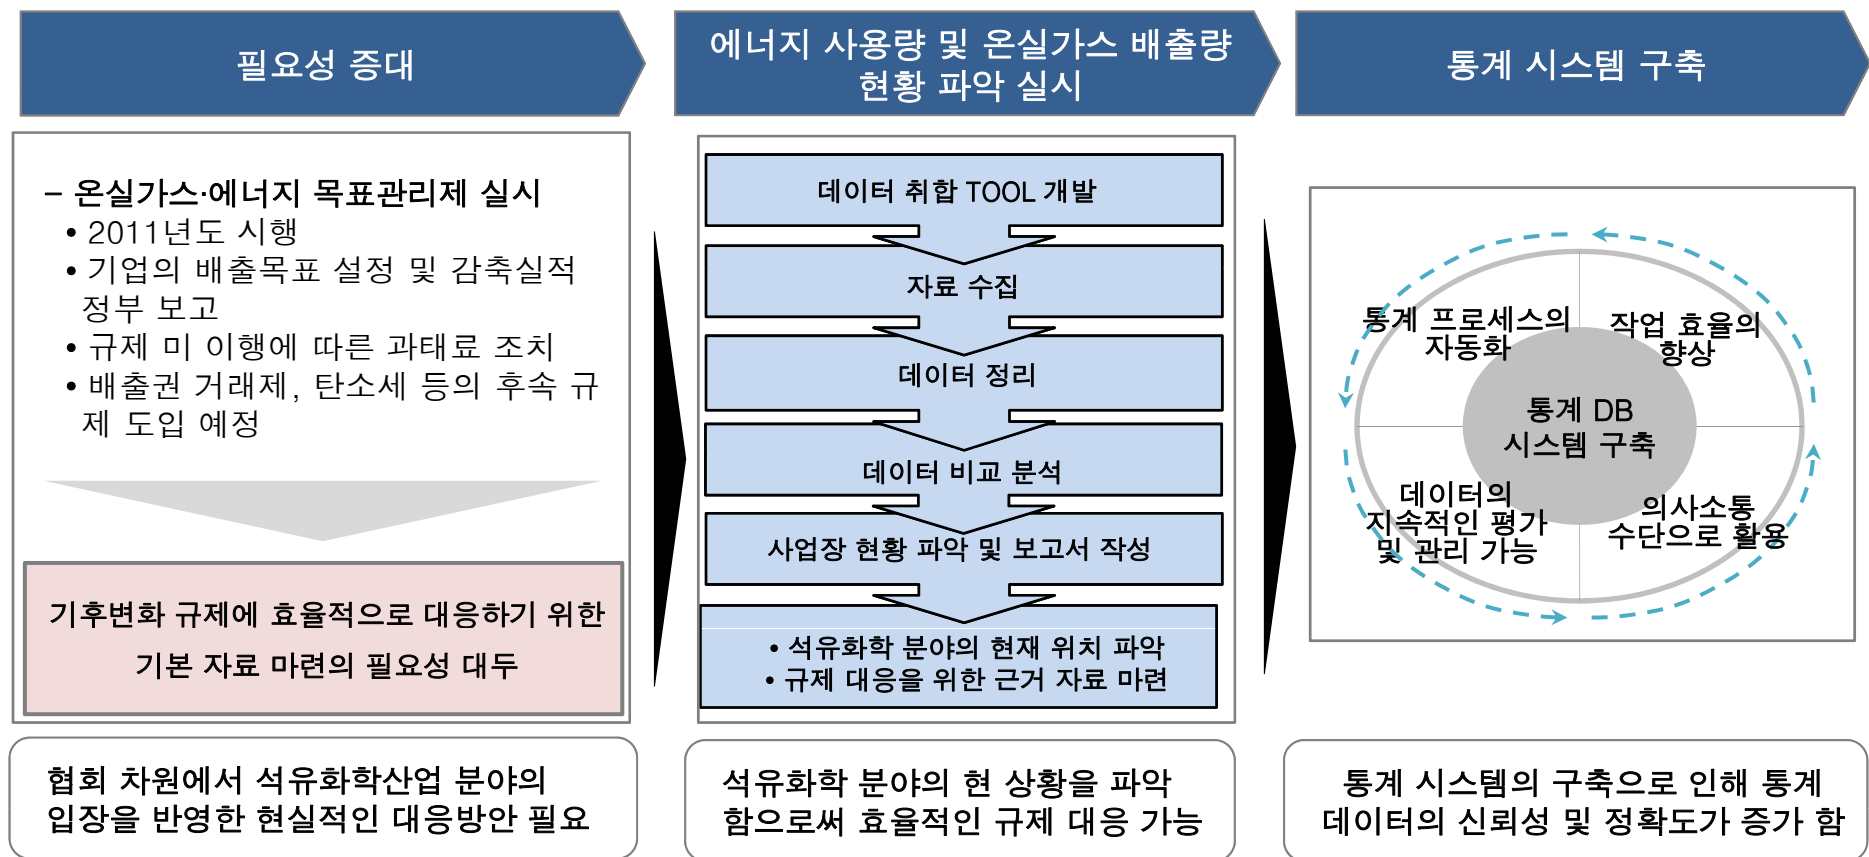 필요성 증대
– 온실가스·에너지 목표관리제 실시
• 2011년도 시행
• 기업의 배출목표 설정 및 감축실적
정부 보고
• 규제 미 이행에 따른 과태료 조치
• 배출권 거래제, 탄소세 등의 후속 규
제 도입 예정
기후변화 규제에 효율적으로 대응하기 위한
기본 자료 마련의 필요성 대두
협회 차원에서 석유화학산업 분야의
입장을 반영한 현실적인 대응방안 필요
에너지 사용량 및 온실가스 배출량
현황 파악 실시
데이터 취합 TOOL 개발
자료 수집
데이터 정리
데이터 비교 분석
사업장 현황 파악 및 보고서 작성
• 석유화학 분야의 현재 위치 파악
• 규제 대응을 위한 근거 자료 마련
석유화학 분야의 현 상황을 파악
함으로써 효율적인 규제 대응 가능
통계 시스템 구축
통계 프로세스의
자동화
작업 효율의
향상
통계 DB
시스템 구축
데이터의
지속적인 평가
및 관리 가능
의사소통
수단으로 활용
통계 시스템의 구축으로 인해 통계
데이터의 신뢰성 및 정확도가 증가 함